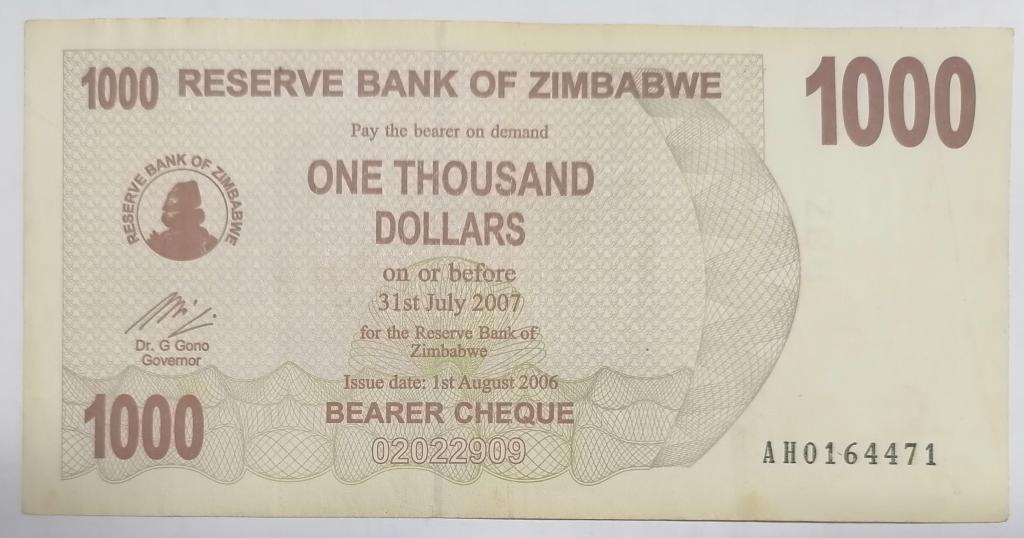 1000 RESERVE BANK OF ZIMBABWE 1000
Pay the bearer on demand
ONE THOUSAND
DOLLARS
RESERVE BANK OF ZIMBABWE
on or before
31st July 2007
for the Reserve Bank of
Zimbabwe
Dr. G Gono
Governor
Issue date: 1st August 2006
1000 BEARER CHEQUE
02022909
AH0164471